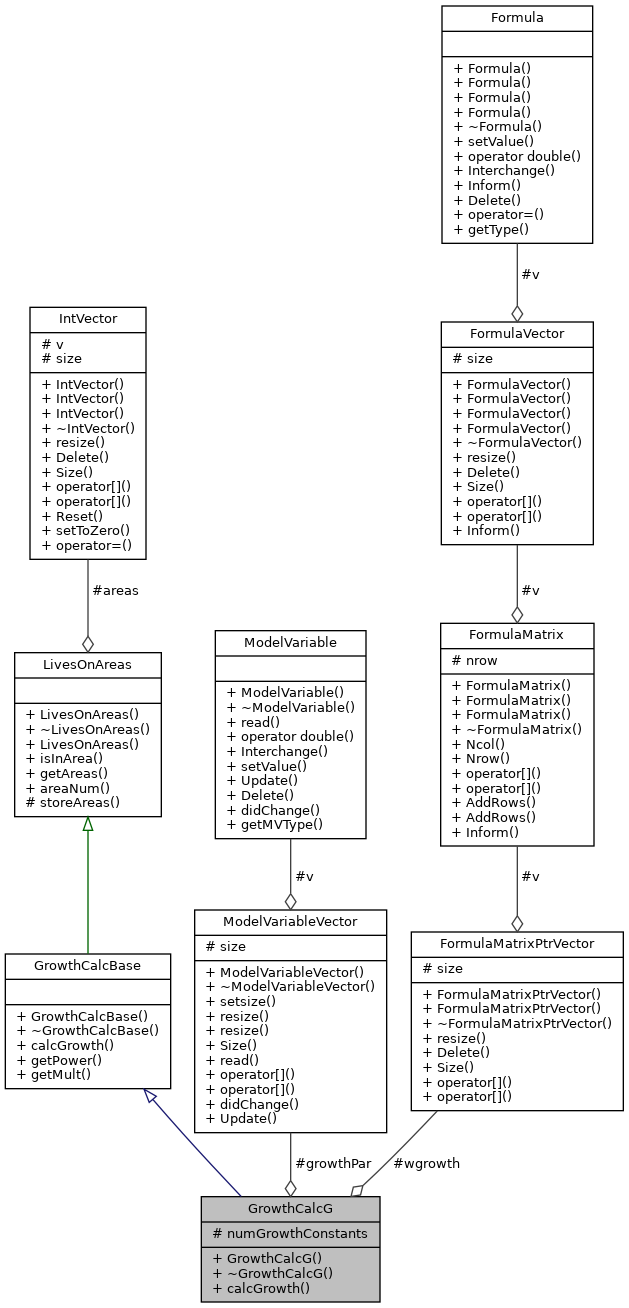 Formula
+ Formula()
+ Formula()
+ Formula()
+ Formula()
+ ~Formula()
+ setValue()
+ operator double()
+ Interchange()
+ Inform()
+ Delete()
+ operator=()
+ getType()
#v
FormulaVector
# size
+ FormulaVector()
+ FormulaVector()
+ FormulaVector()
+ FormulaVector()
+ ~FormulaVector()
+ resize()
+ Delete()
+ Size()
+ operator[]()
+ operator[]()
+ Inform()
#v
IntVector
# v
# size
+ IntVector()
+ IntVector()
+ IntVector()
+ ~IntVector()
+ resize()
+ Delete()
+ Size()
+ operator[]()
+ operator[]()
+ Reset()
+ setToZero()
+ operator=()
#areas
LivesOnAreas
+ LivesOnAreas()
+ ~LivesOnAreas()
+ LivesOnAreas()
+ isInArea()
+ getAreas()
+ areaNum()
# storeAreas()
ModelVariable
+ ModelVariable()
+ ~ModelVariable()
+ read()
+ operator double()
+ Interchange()
+ setValue()
+ Update()
+ Delete()
+ didChange()
+ getMVType()
#v
FormulaMatrix
# nrow
+ FormulaMatrix()
+ FormulaMatrix()
+ FormulaMatrix()
+ ~FormulaMatrix()
+ Ncol()
+ Nrow()
+ operator[]()
+ operator[]()
+ AddRows()
+ AddRows()
+ Inform()
#v
GrowthCalcBase
+ GrowthCalcBase()
+ ~GrowthCalcBase()
+ calcGrowth()
+ getPower()
+ getMult()
ModelVariableVector
# size
+ ModelVariableVector()
+ ~ModelVariableVector()
+ setsize()
+ resize()
+ resize()
+ Size()
+ read()
+ operator[]()
+ operator[]()
+ didChange()
+ Update()
#growthPar
FormulaMatrixPtrVector
# size
+ FormulaMatrixPtrVector()
+ FormulaMatrixPtrVector()
+ ~FormulaMatrixPtrVector()
+ resize()
+ Delete()
+ Size()
+ operator[]()
+ operator[]()
#wgrowth
GrowthCalcG
# numGrowthConstants
+ GrowthCalcG()
+ ~GrowthCalcG()
+ calcGrowth()